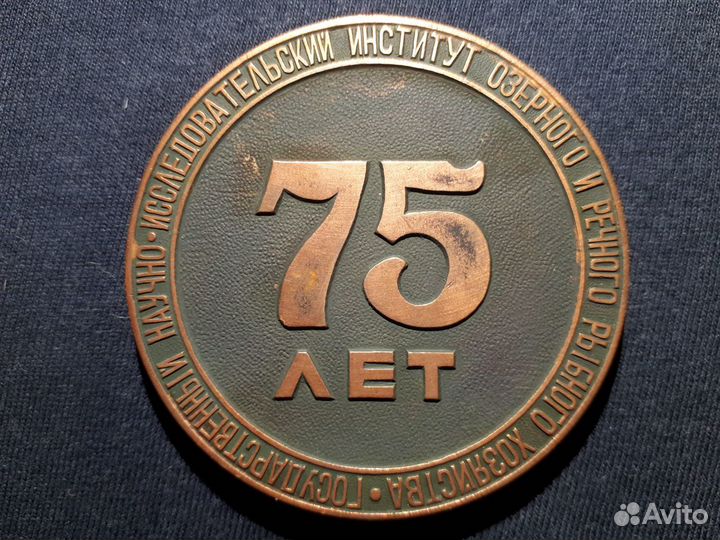 ГОСУДАРСТВЕННЫЙ НАУЧНО-ИССЛЕДОВАТЕЛЬСКИЙ ИНСТИТУТ ОЗЕРНОГО И РЕЧНОГО РЫБНОГО ХОЗЯЙСТВА •
75
ЛЕТ
Avito